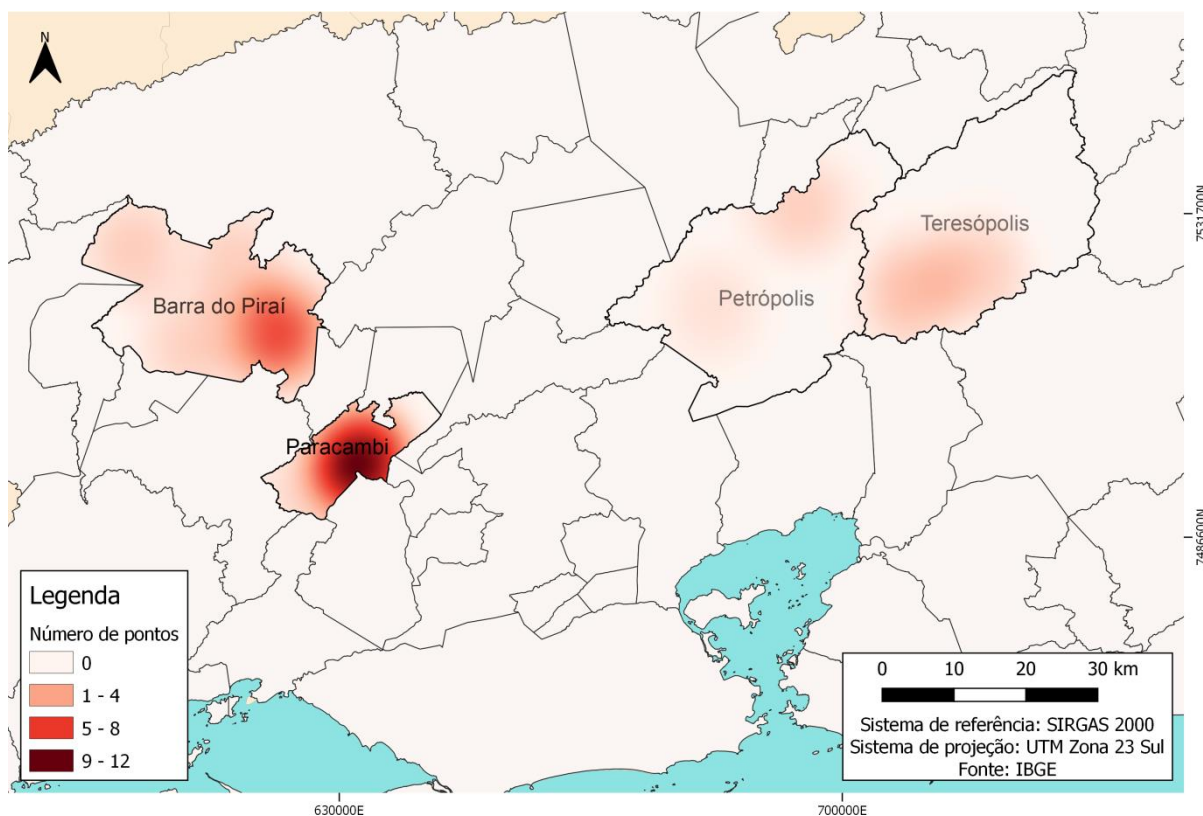 N
Teresópolis
Barra do Piraí
Petrópolis
Paracambi
7531700N
7486600N
Legenda
Número de pontos
0
1 - 4
5 - 8
9 - 12
0 10 20 30 km
Sistema de referência: SIRGAS 2000
Sistema de projeção: UTM Zona 23 Sul
Fonte: IBGE
630000E
700000E